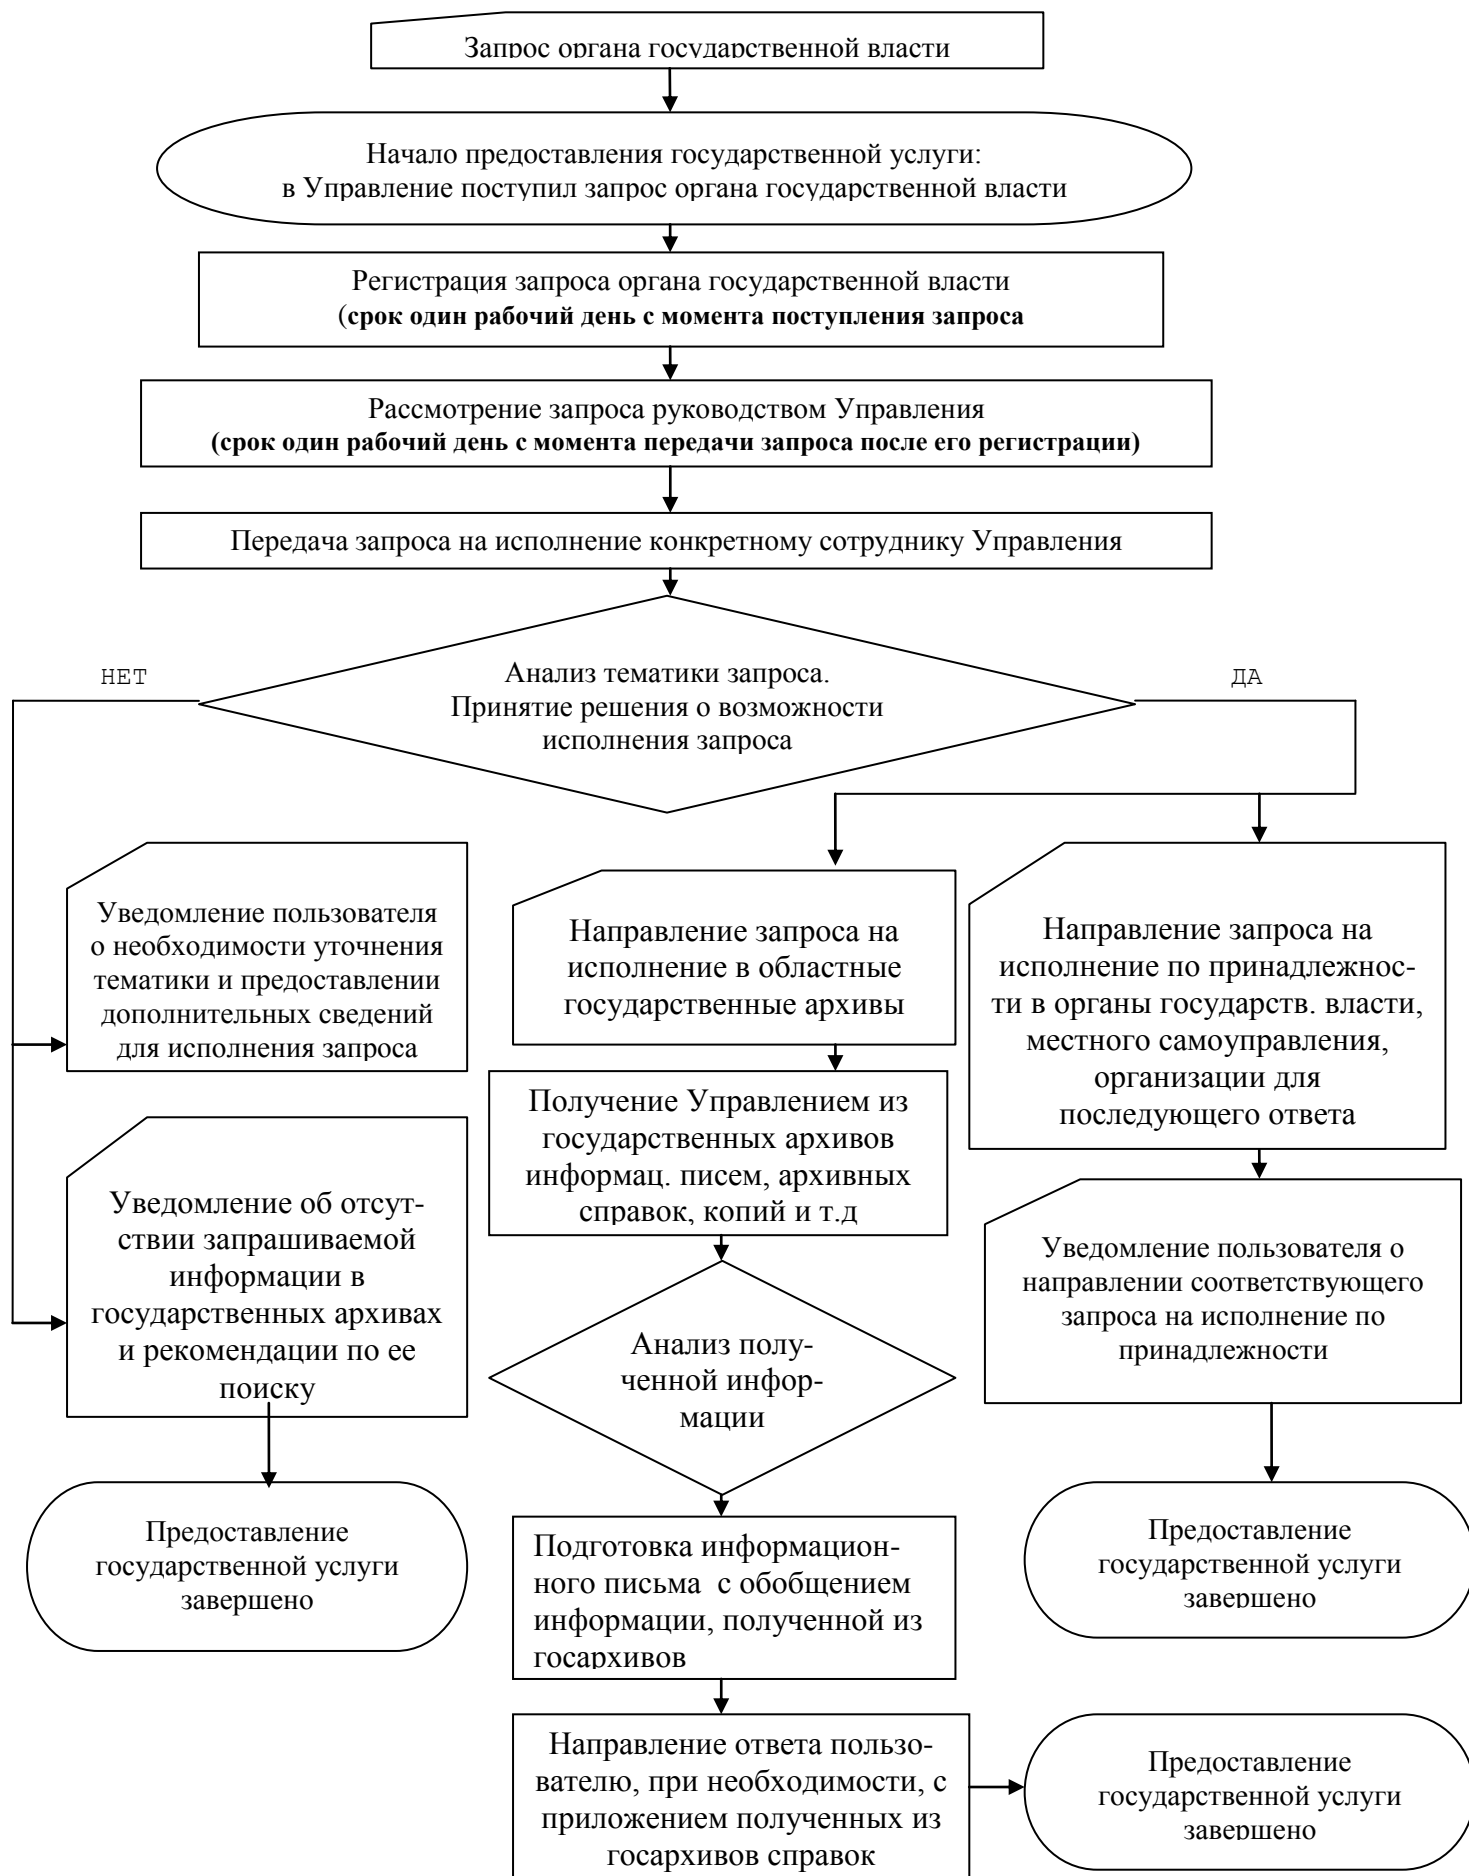 Запрос органа государственной власти
Начало предоставления государственной услуги:
в Управление поступил запрос органа государственной власти
Регистрация запроса органа государственной власти
(срок один рабочий день с момента поступления запроса
Рассмотрение запроса руководством Управления
(срок один рабочий день с момента передачи запроса после его регистрации)
Передача запроса на исполнение конкретному сотруднику Управления
НЕТ
Анализ тематики запроса.
Принятие решения о возможности
исполнения запроса
ДА
Уведомление пользователя
о необходимости уточнения
тематики и предоставлении
дополнительных сведений
для исполнения запроса
Направление запроса на
исполнение в областные
государственные архивы
Направление запроса на
исполнение по принадлежнос-
ти в органы государств. власти,
местного самоуправления,
организации для
последующего ответа
Получение Управлением из
государственных архивов
информац. писем, архивных
справок, копий и т.д
Уведомление об отсут-
ствии запрашиваемой
информации в
государственных архивах
и рекомендации по ее
поиску
Уведомление пользователя о
направлении соответствующего
запроса на исполнение по
принадлежности
Анализ полу-
ченной инфор-
мации
Предоставление
государственной услуги
завершено
Подготовка информацион-
ного письма с обобщением
информации, полученной из
госархивов
Предоставление
государственной услуги
завершено
Направление ответа пользо-
вателю, при необходимости, с
приложением полученных из
госархивов справок
Предоставление
государственной услуги
завершено